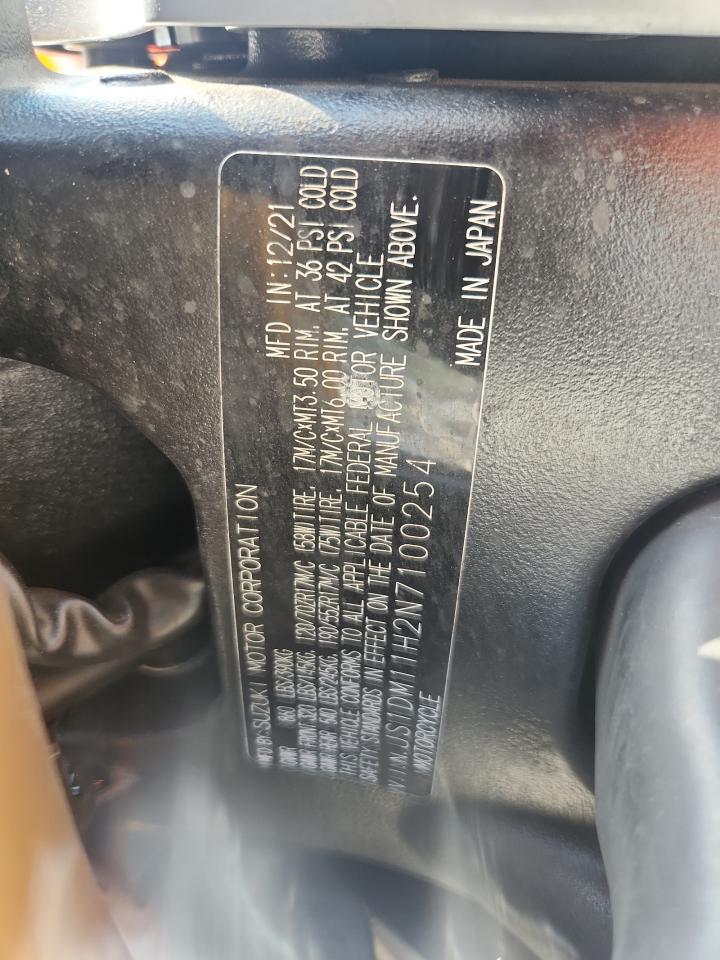 MFD BY:SUZUKI MOTOR CORPORATION MFD IN:12/21
GVWR 860 LBS(390KG)
GAWR FRONT 320 LBS(145KG, 120/70ZR17M/C (58W)TIRE, 17M/CxMT3.50 RIM, AT 36 PSI COLD
GAWR REAR 540 LBS(245KG, 190/55ZR17M/C (75W)TIRE, 17M/CxMT6.00 RIM, AT 42 PSI COLD
THIS VEHICLE CONFORMS TO ALL APPLICABLE FEDERAL MOTOR VEHICLE
SAFETY STANDARDS IN EFFECT ON THE DATE OF MANUFACTURE SHOWN ABOVE.
V.I.N.:JS1DM11H2N7100254
MOTORCYCLE MADE IN JAPAN